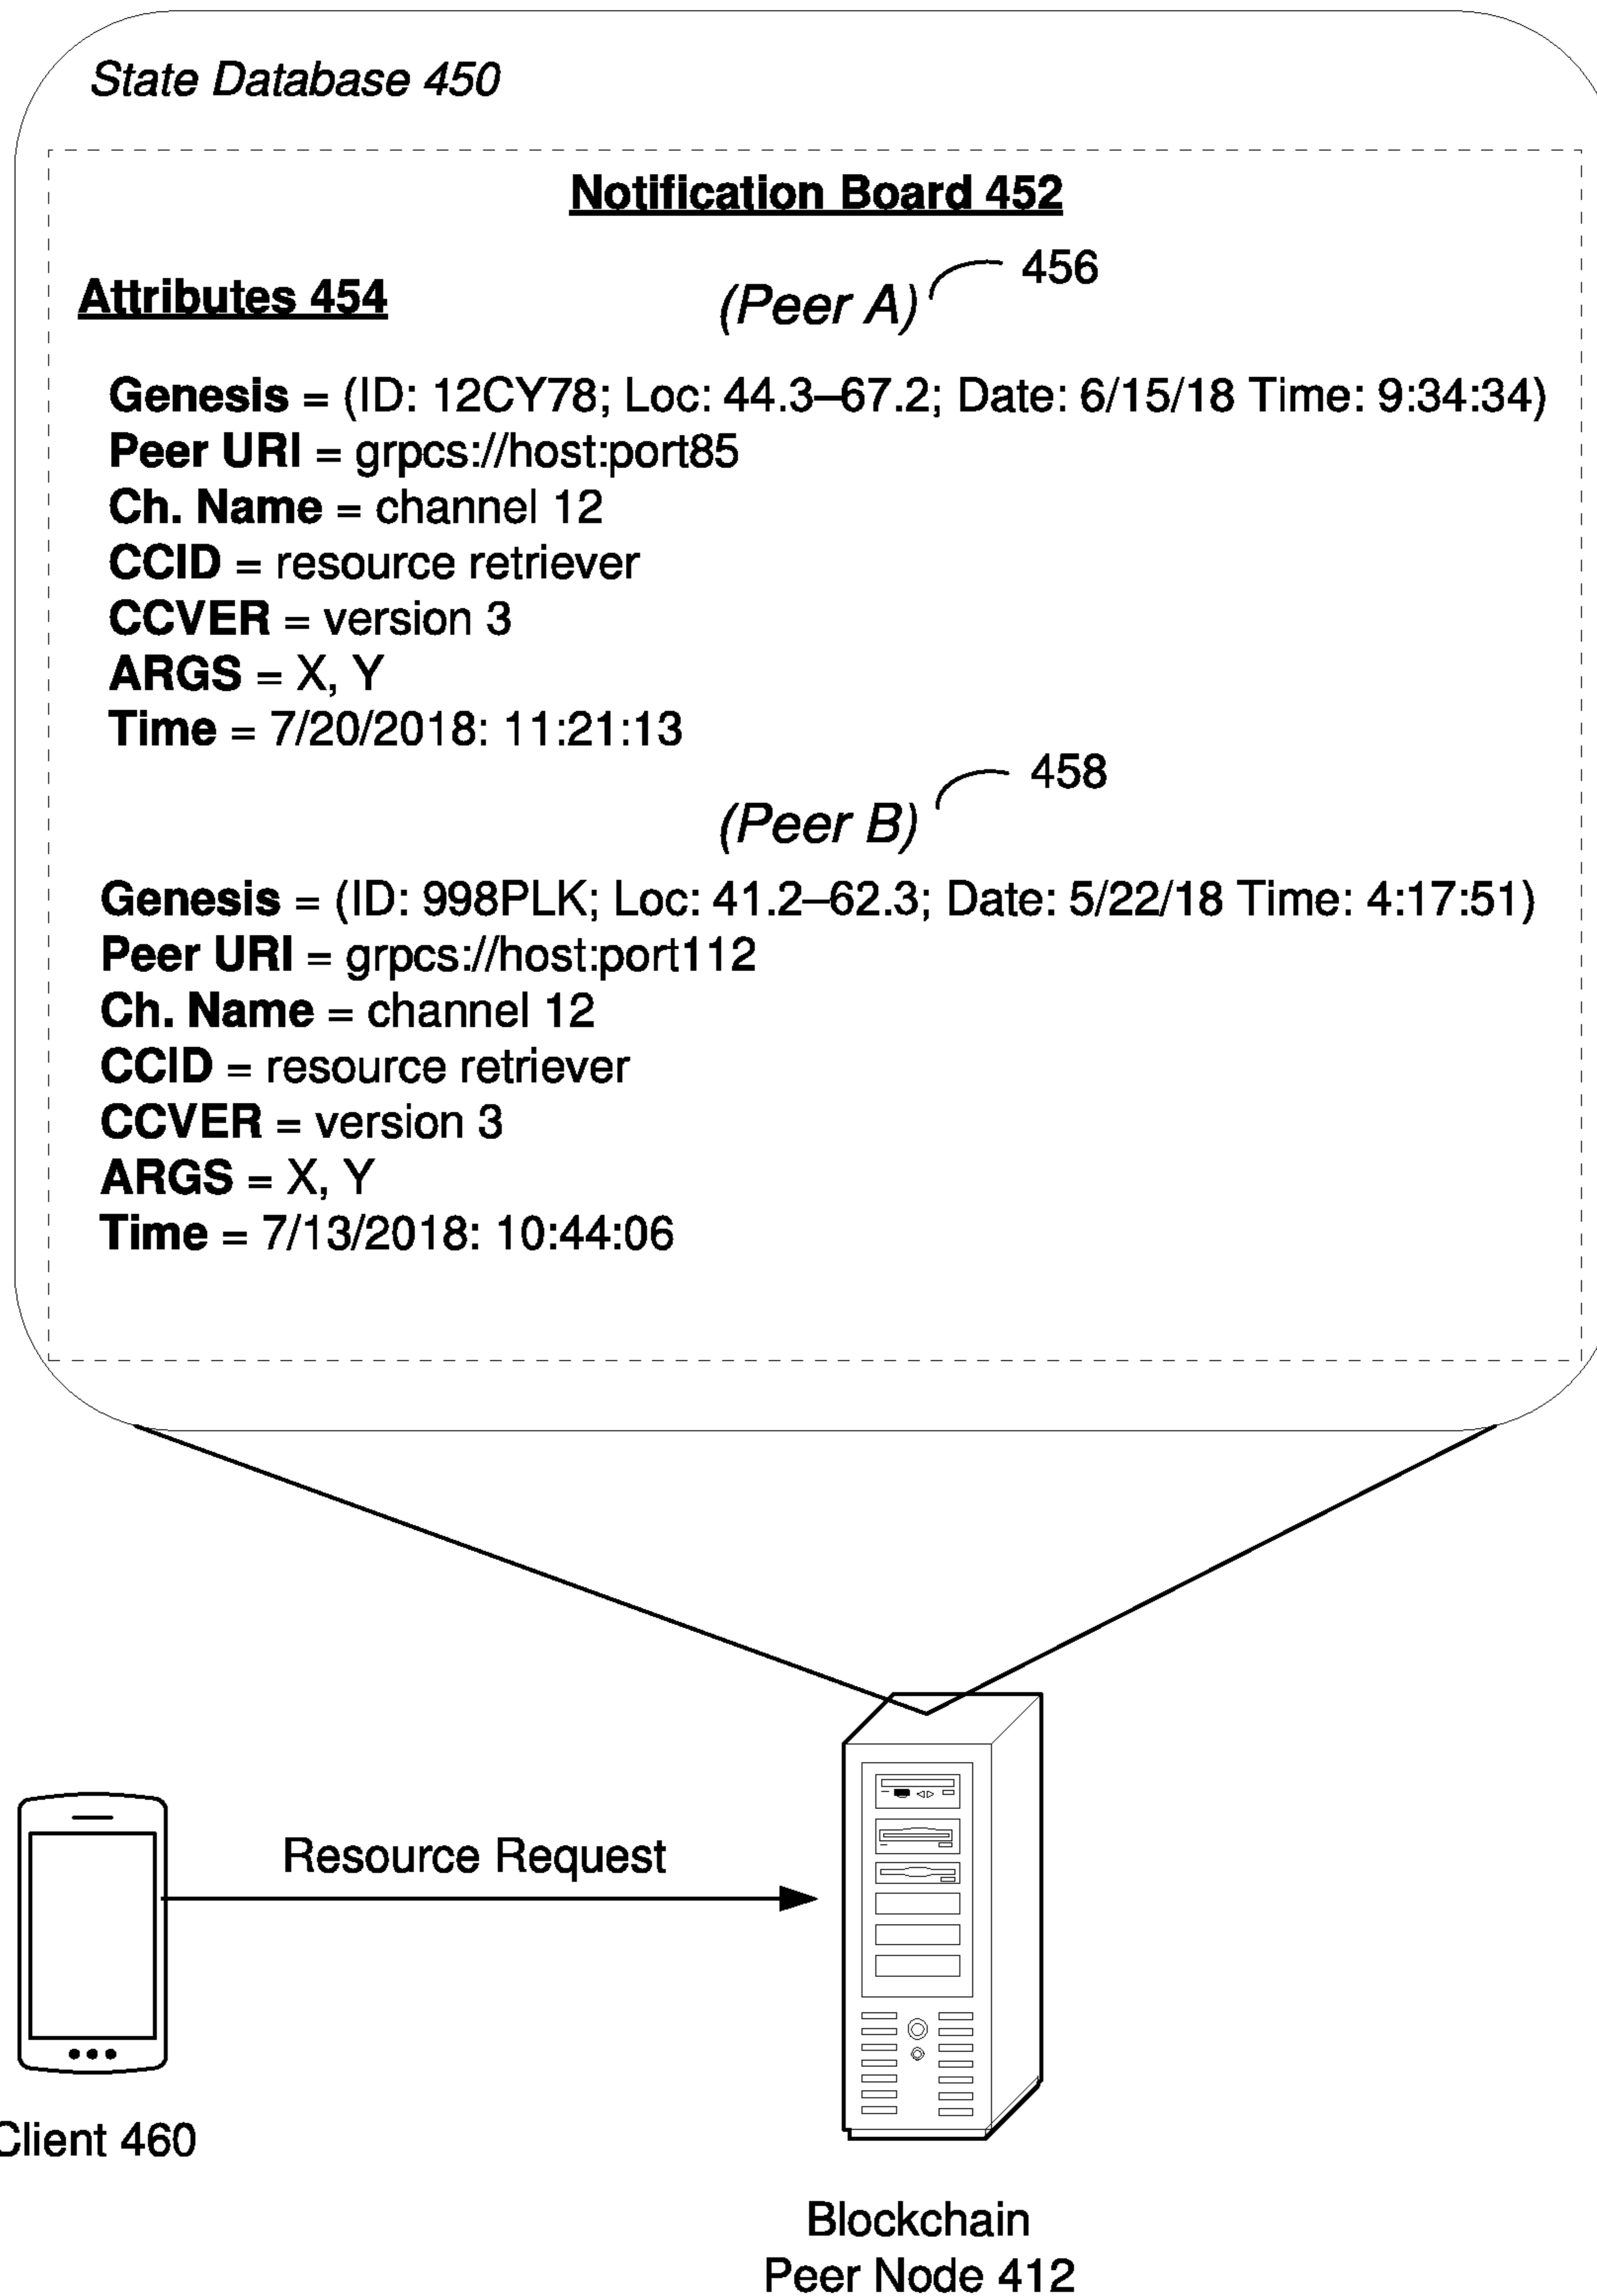 State Database 450
Notification Board 452
456
Attributes 454
(Peer A)
Genesis = (ID: 12CY78; Loc: 44.3–67.2; Date: 6/15/18 Time: 9:34:34)
Peer URI = grpcs://host:port85
Ch. Name = channel 12
CCID = resource retriever
CCVER = version 3
ARGS = X, Y
Time = 7/20/2018: 11:21:13
458
(Peer B)
Genesis = (ID: 998PLK; Loc: 41.2–62.3; Date: 5/22/18 Time: 4:17:51)
Peer URI = grpcs://host:port112
Ch. Name = channel 12
CCID = resource retriever
CCVER = version 3
ARGS = X, Y
Time = 7/13/2018: 10:44:06
Resource Request
Client 460
Blockchain
Peer Node 412